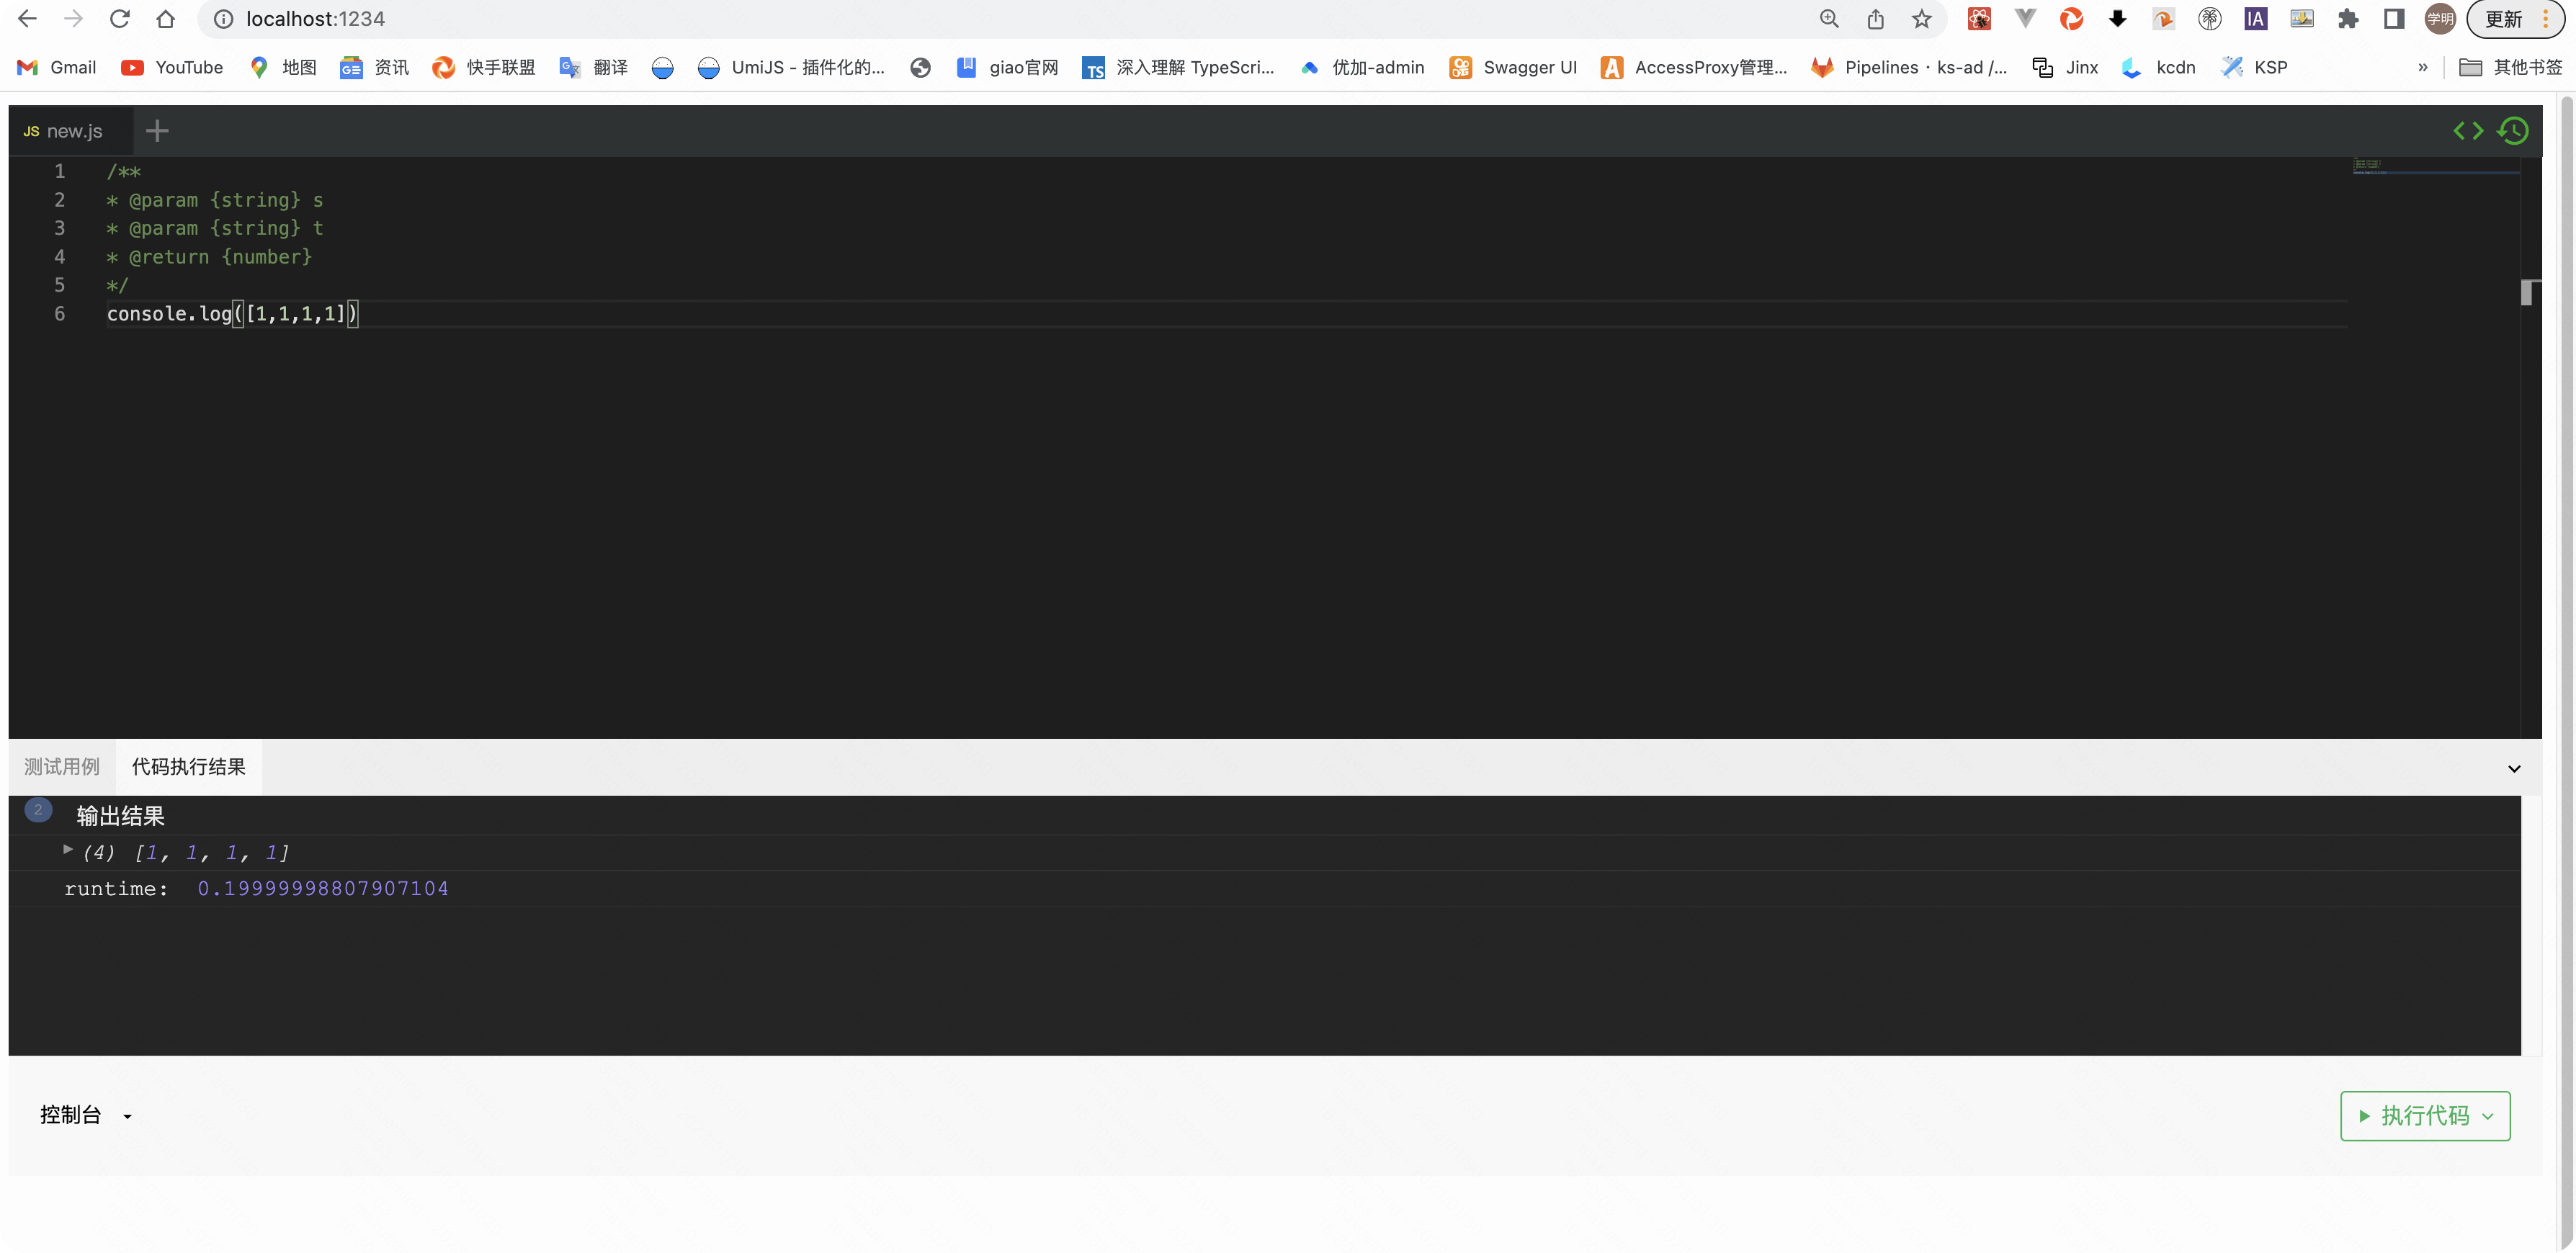 localhost:1234
学明
更新
Gmail
YouTube
地图
资讯
快手联盟
翻译
UmiJS - 插件化的...
giao官网
TS
深入理解 TypeScri...
优加-admin
Swagger UI
AccessProxy管理...
Pipelines · ks-ad /...
Jinx
kcdn
KSP
»
其他书签
JS new.js
1 /**
2 * @param {string} s
3 * @param {string} t
4 * @return {number}
5 */
6 console.log([1,1,1,1])
测试用例 代码执行结果
2 输出结果
(4) [1, 1, 1, 1]
runtime: 0.19999998807907104
控制台
执行代码